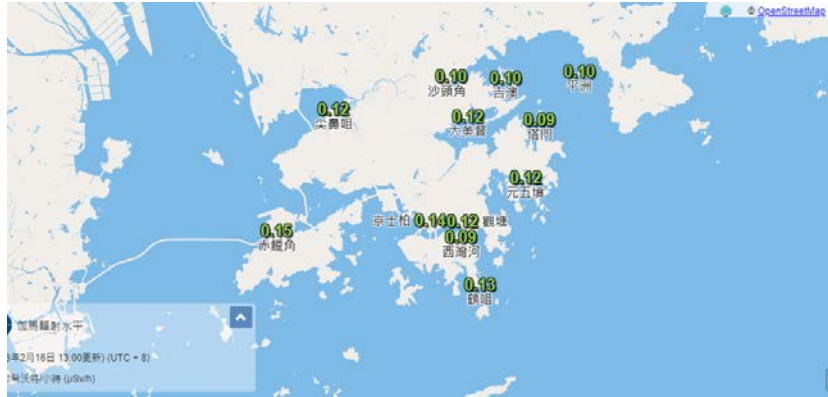 © OpenStreetMap
0.10
沙頭角
0.10
吉澳
0.10
平洲
0.12
尖鼻咀
0.12
大美督
0.09
塔門
0.12
元五墳
京士柏 0.14 0.12 觀塘
0.15
赤鱲角
0.09
西灣河
0.13
鶴咀
伽馬輻射水平
年2月16日 13:00更新) (UTC + 8)
希沃特/小時 (μSv/h)